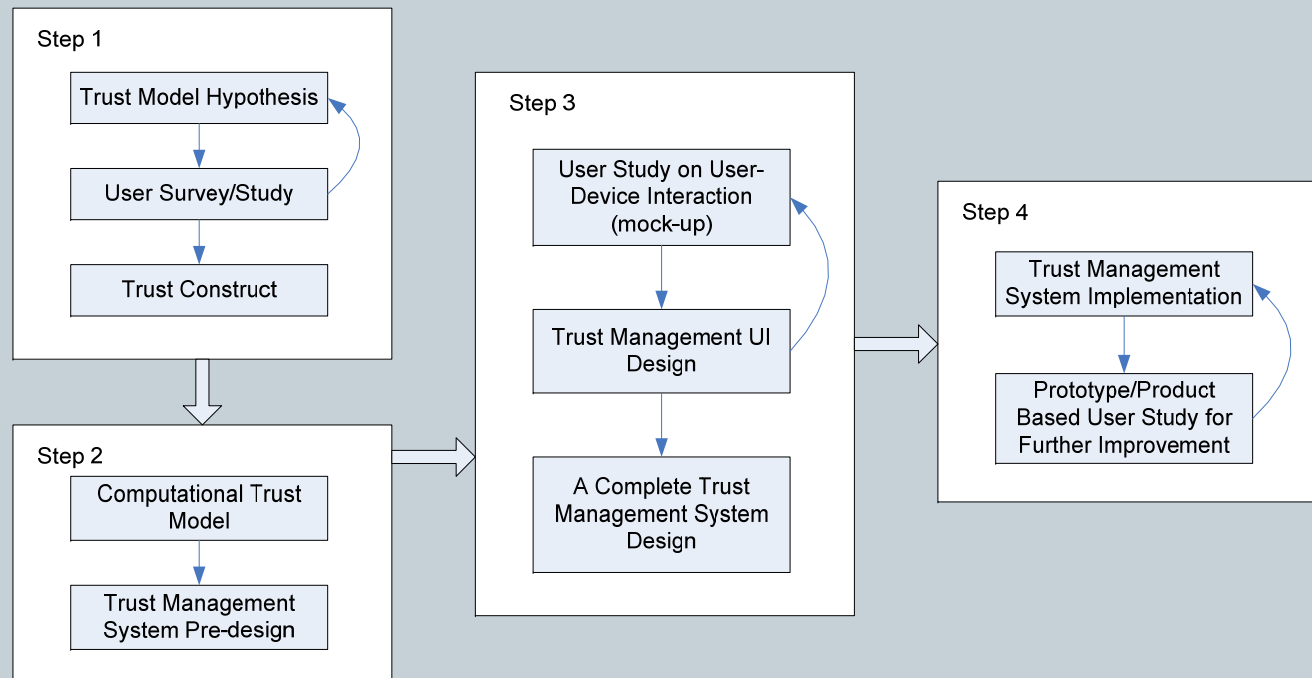 Step 1
Trust Model Hypothesis
User Survey/Study
Trust Construct
Step 2
Computational Trust
Model
Trust Management
System Pre-design
Step 3
User Study on User-
Device Interaction
(mock-up)
Trust Management UI
Design
A Complete Trust
Management System
Design
Step 4
Trust Management
System Implementation
Prototype/Product
Based User Study for
Further Improvement